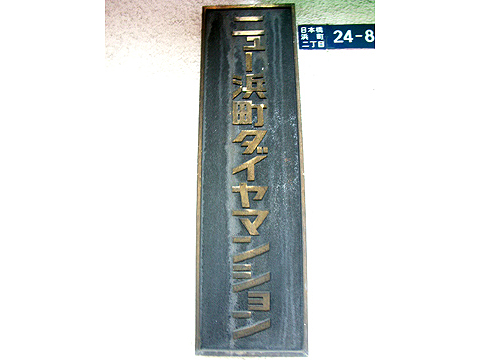 ニュー浜町ダイヤマンション
日本橋
浜町
二丁目
24-8